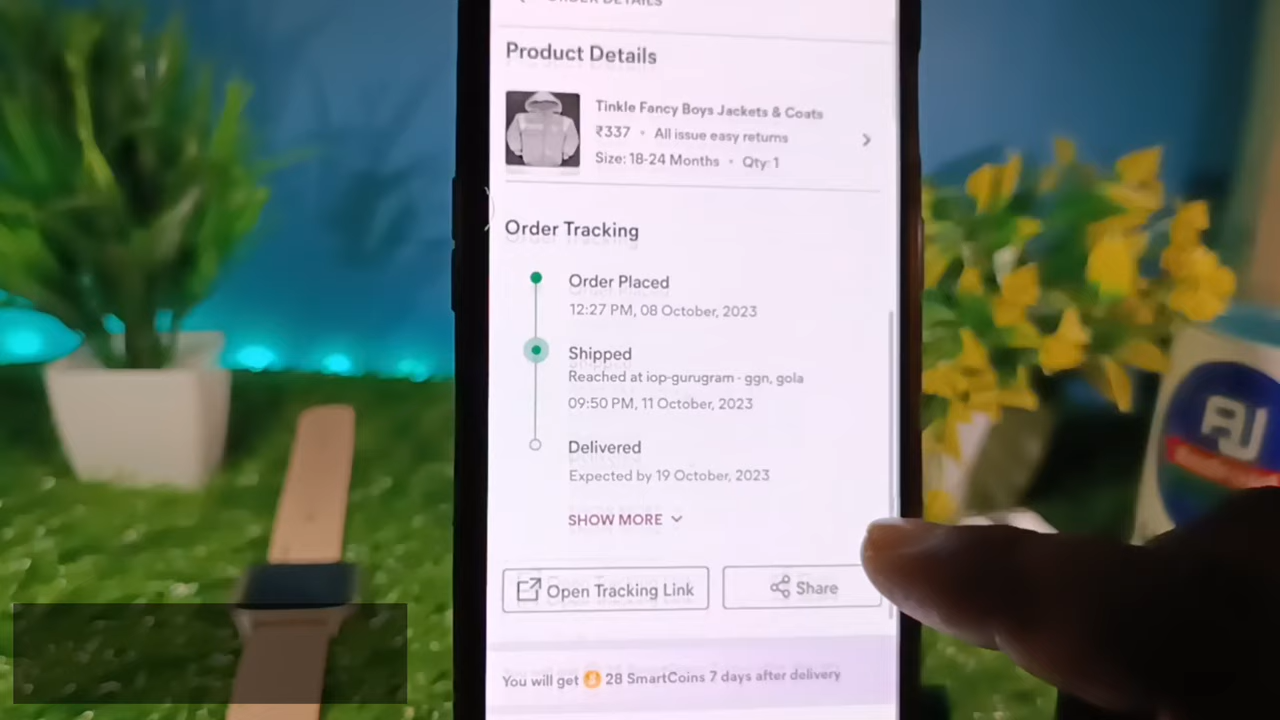 ORDER DETAILS
Product Details
Tinkle Fancy Boys Jackets & Coats
₹337 • All issue easy returns
Size: 18-24 Months • Qty: 1
Order Tracking
Order Placed
12:27 PM, 08 October, 2023
Shipped
Reached at iop-gurugram - ggn, gola
09:50 PM, 11 October, 2023
Delivered
Expected by 19 October, 2023
SHOW MORE
Open Tracking Link
Share
You will get 28 SmartCoins 7 days after delivery